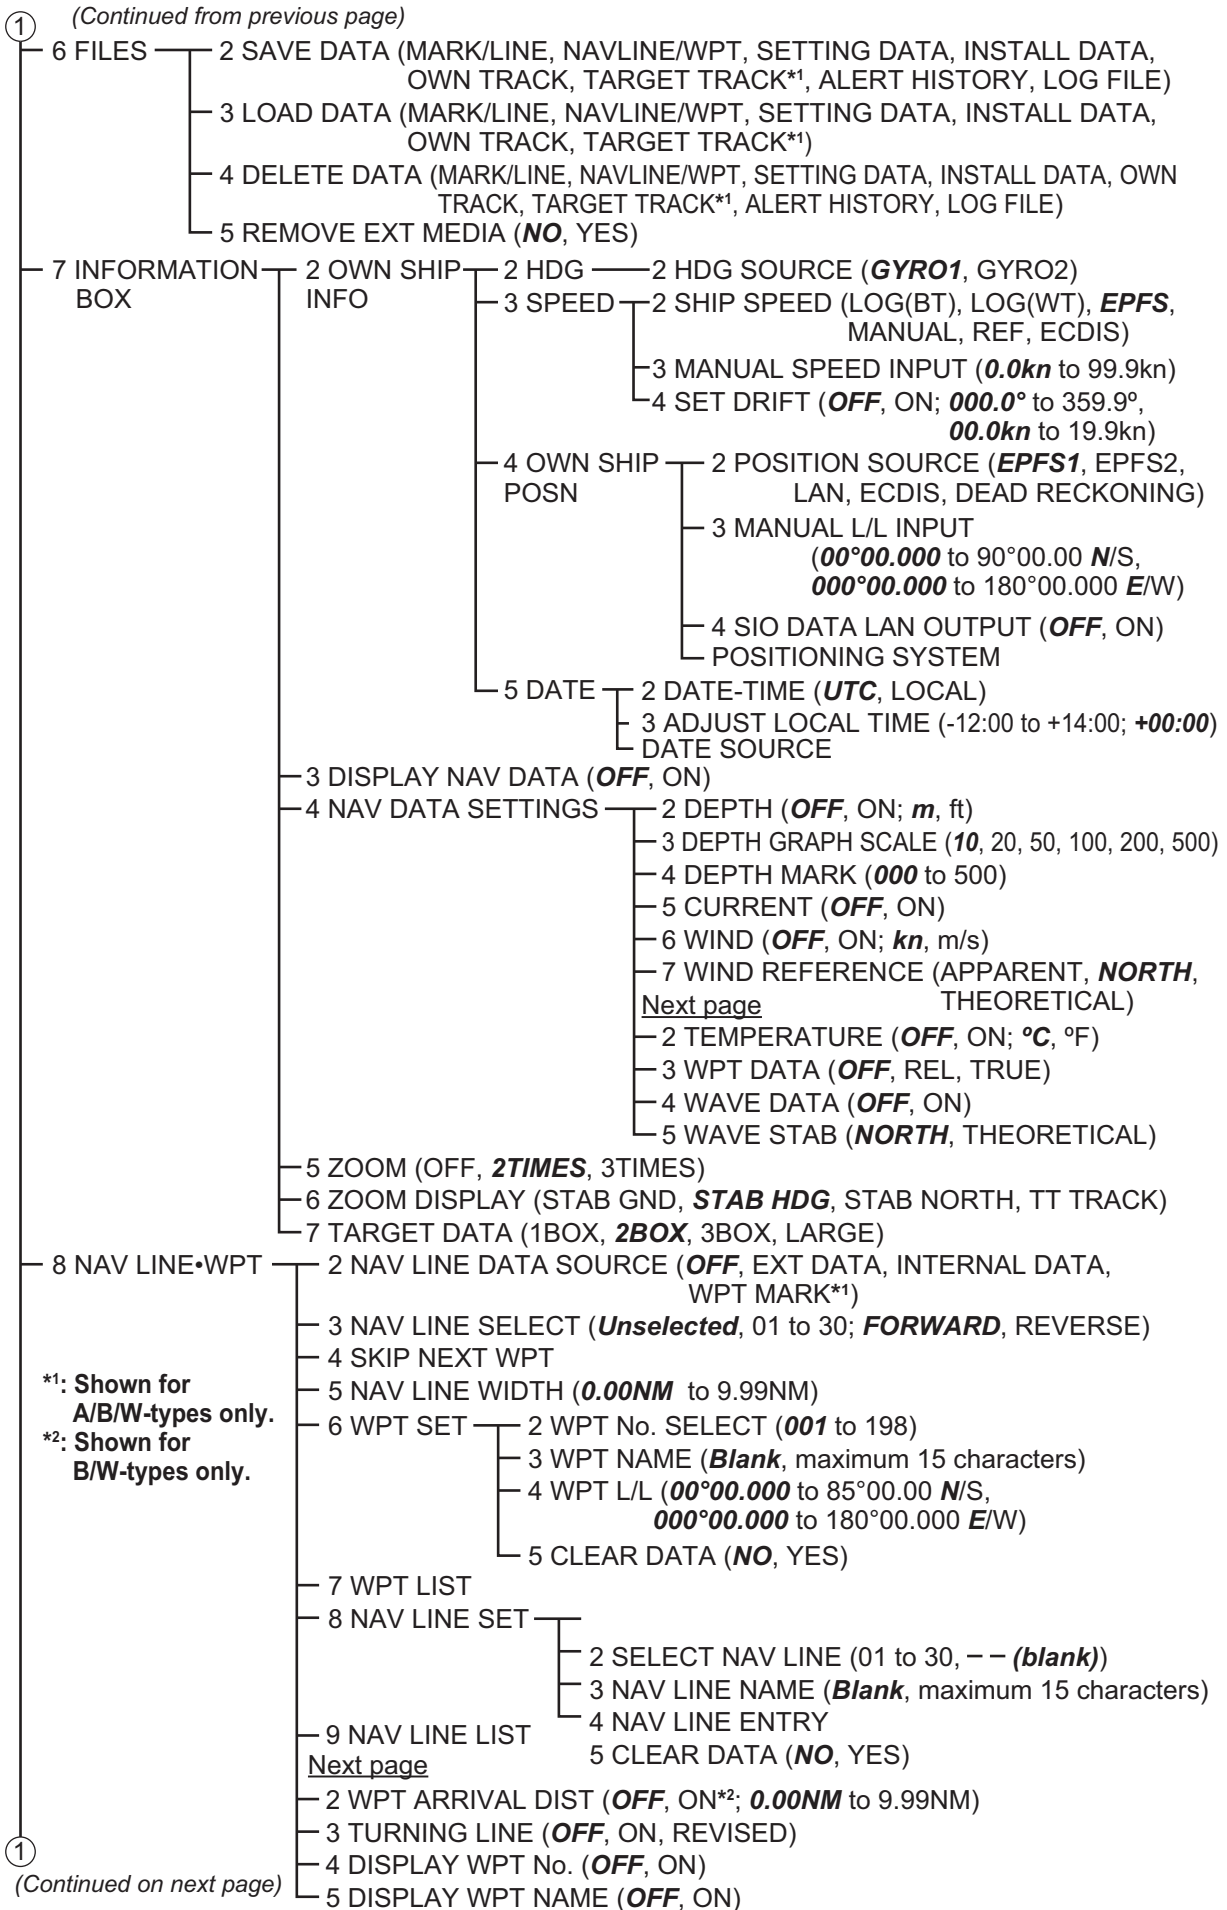 (Continued from previous page)
1
6 FILES
2 SAVE DATA (MARK/LINE, NAVLINE/WPT, SETTING DATA, INSTALL DATA,
OWN TRACK, TARGET TRACK*1, ALERT HISTORY, LOG FILE)
3 LOAD DATA (MARK/LINE, NAVLINE/WPT, SETTING DATA, INSTALL DATA,
OWN TRACK, TARGET TRACK*1)
4 DELETE DATA (MARK/LINE, NAVLINE/WPT, SETTING DATA, INSTALL DATA, OWN
TRACK, TARGET TRACK*1, ALERT HISTORY, LOG FILE)
5 REMOVE EXT MEDIA (NO, YES)
7 INFORMATION
BOX
2 OWN SHIP
INFO
2 HDG
2 HDG SOURCE (GYRO1, GYRO2)
3 SPEED
2 SHIP SPEED (LOG(BT), LOG(WT), EPFS,
MANUAL, REF, ECDIS)
3 MANUAL SPEED INPUT (0.0kn to 99.9kn)
4 SET DRIFT (OFF, ON; 000.0° to 359.9º,
00.0kn to 19.9kn)
4 OWN SHIP
POSN
2 POSITION SOURCE (EPFS1, EPFS2,
LAN, ECDIS, DEAD RECKONING)
3 MANUAL L/L INPUT
(00°00.000 to 90°00.00 N/S,
000°00.000 to 180°00.000 E/W)
4 SIO DATA LAN OUTPUT (OFF, ON)
POSITIONING SYSTEM
5 DATE
2 DATE-TIME (UTC, LOCAL)
3 ADJUST LOCAL TIME (-12:00 to +14:00; +00:00)
DATE SOURCE
3 DISPLAY NAV DATA (OFF, ON)
4 NAV DATA SETTINGS
2 DEPTH (OFF, ON; m, ft)
3 DEPTH GRAPH SCALE (10, 20, 50, 100, 200, 500)
4 DEPTH MARK (000 to 500)
5 CURRENT (OFF, ON)
6 WIND (OFF, ON; kn, m/s)
7 WIND REFERENCE (APPARENT, NORTH,
THEORETICAL)
Next page
2 TEMPERATURE (OFF, ON; ºC, ºF)
3 WPT DATA (OFF, REL, TRUE)
4 WAVE DATA (OFF, ON)
5 WAVE STAB (NORTH, THEORETICAL)
5 ZOOM (OFF, 2TIMES, 3TIMES)
6 ZOOM DISPLAY (STAB GND, STAB HDG, STAB NORTH, TT TRACK)
7 TARGET DATA (1BOX, 2BOX, 3BOX, LARGE)
8 NAV LINE•WPT
2 NAV LINE DATA SOURCE (OFF, EXT DATA, INTERNAL DATA,
WPT MARK*1)
3 NAV LINE SELECT (Unselected, 01 to 30; FORWARD, REVERSE)
4 SKIP NEXT WPT
5 NAV LINE WIDTH (0.00NM to 9.99NM)
*1: Shown for
A/B/W-types only.
*2: Shown for
B/W-types only.
6 WPT SET
2 WPT No. SELECT (001 to 198)
3 WPT NAME (Blank, maximum 15 characters)
4 WPT L/L (00°00.000 to 85°00.00 N/S,
000°00.000 to 180°00.000 E/W)
5 CLEAR DATA (NO, YES)
7 WPT LIST
8 NAV LINE SET
2 SELECT NAV LINE (01 to 30, – – (blank))
3 NAV LINE NAME (Blank, maximum 15 characters)
4 NAV LINE ENTRY
5 CLEAR DATA (NO, YES)
9 NAV LINE LIST
Next page
2 WPT ARRIVAL DIST (OFF, ON*2; 0.00NM to 9.99NM)
3 TURNING LINE (OFF, ON, REVISED)
4 DISPLAY WPT No. (OFF, ON)
5 DISPLAY WPT NAME (OFF, ON)
1
(Continued on next page)